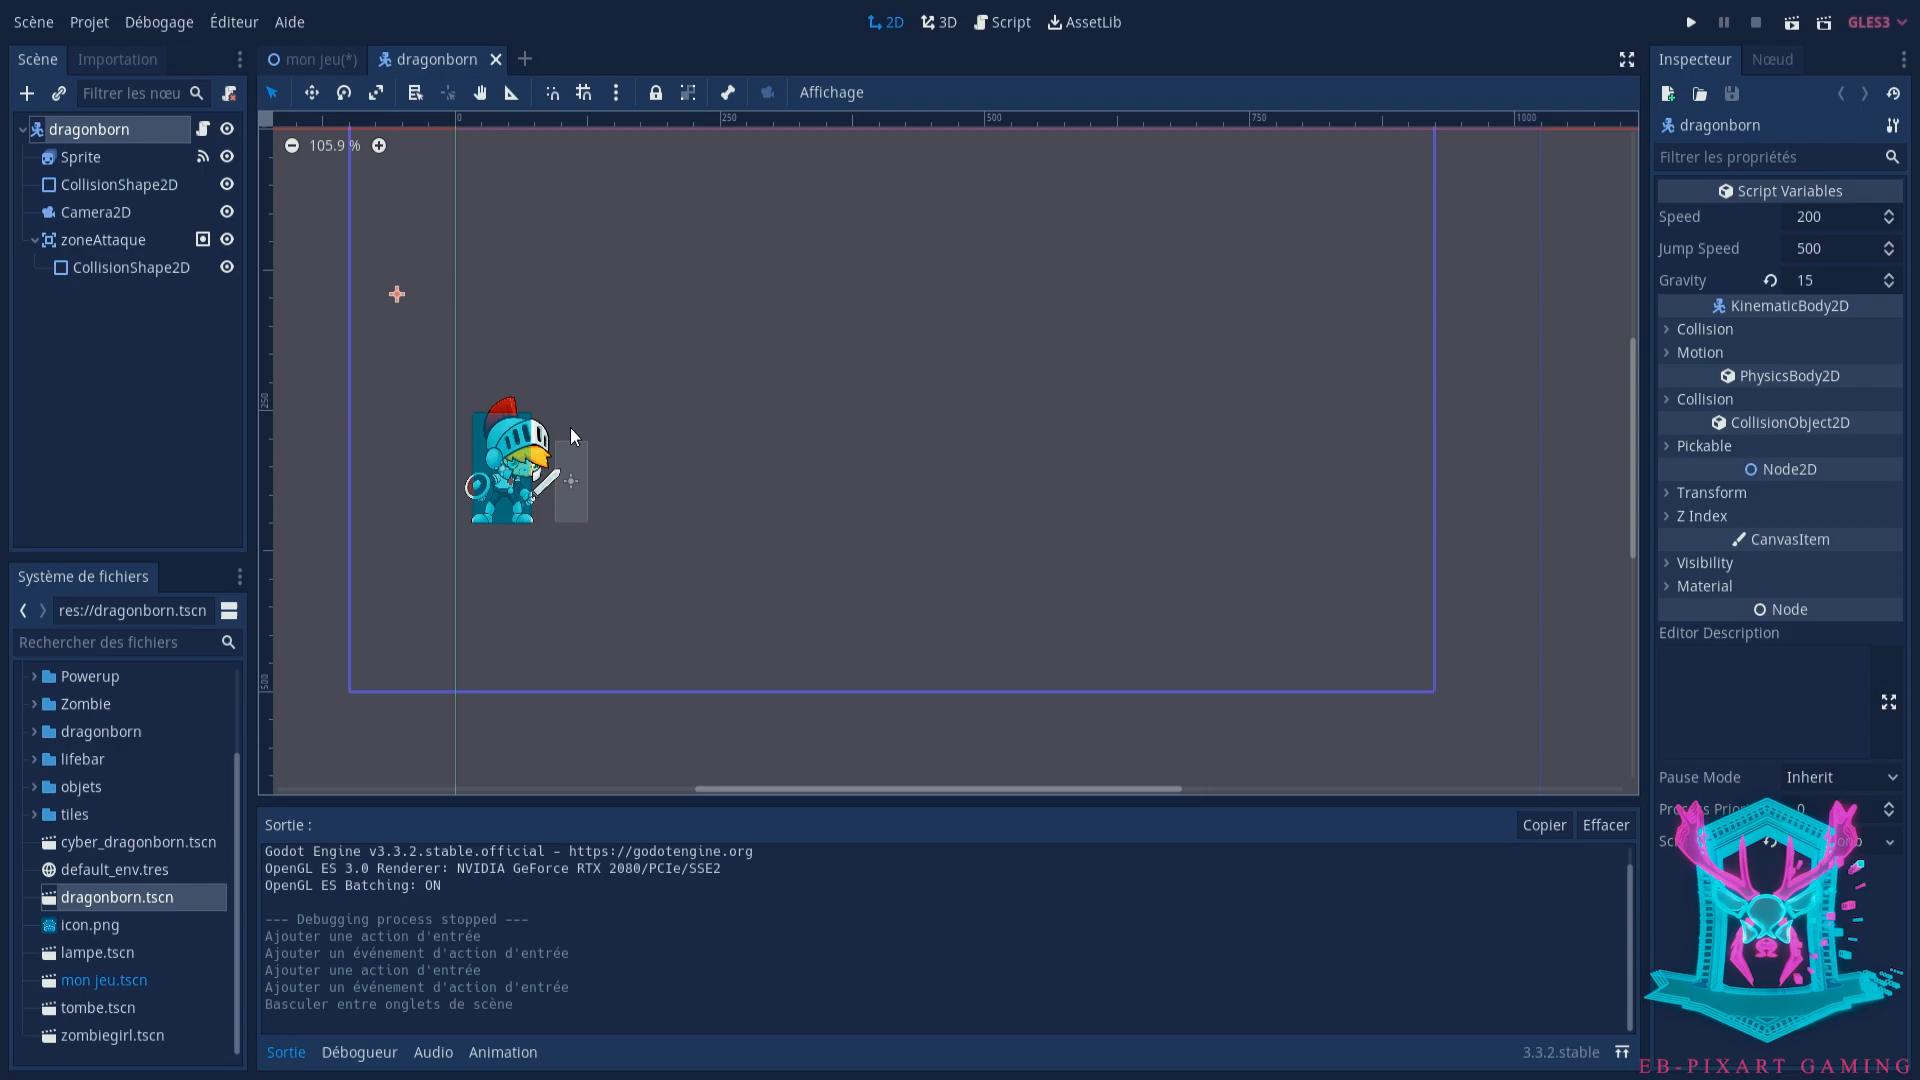 Scène Projet Débogage Éditeur Aide
2D 3D Script AssetLib
GLES3
Scène Importation
Filtrer les nœu
dragonborn
Sprite
CollisionShape2D
Camera2D
zoneAttaque
CollisionShape2D
Système de fichiers
res://dragonborn.tscn
Rechercher des fichiers
Powerup
Zombie
dragonborn
lifebar
objets
tiles
cyber_dragonborn.tscn
default_env.tres
dragonborn.tscn
icon.png
lampe.tscn
mon jeu.tscn
tombe.tscn
zombiegirl.tscn
mon jeu(*) dragonborn
Affichage
0 250 500 750 1000
105.9 %
250
500
Sortie :
Copier Effacer
Godot Engine v3.3.2.stable.official - https://godotengine.org
OpenGL ES 3.0 Renderer: NVIDIA GeForce RTX 2080/PCIe/SSE2
OpenGL ES Batching: ON
--- Debugging process stopped ---
Ajouter une action d'entrée
Ajouter un événement d'action d'entrée
Ajouter une action d'entrée
Ajouter un événement d'action d'entrée
Basculer entre onglets de scène
Sortie Débogueur Audio Animation
3.3.2.stable
Inspecteur Nœud
dragonborn
Filtrer les propriétés
Script Variables
Speed 200
Jump Speed 500
Gravity 15
KinematicBody2D
Collision
Motion
PhysicsBody2D
Collision
CollisionObject2D
Pickable
Node2D
Transform
Z Index
CanvasItem
Visibility
Material
Node
Editor Description
Pause Mode Inherit
0
EB-PIXART GAMING